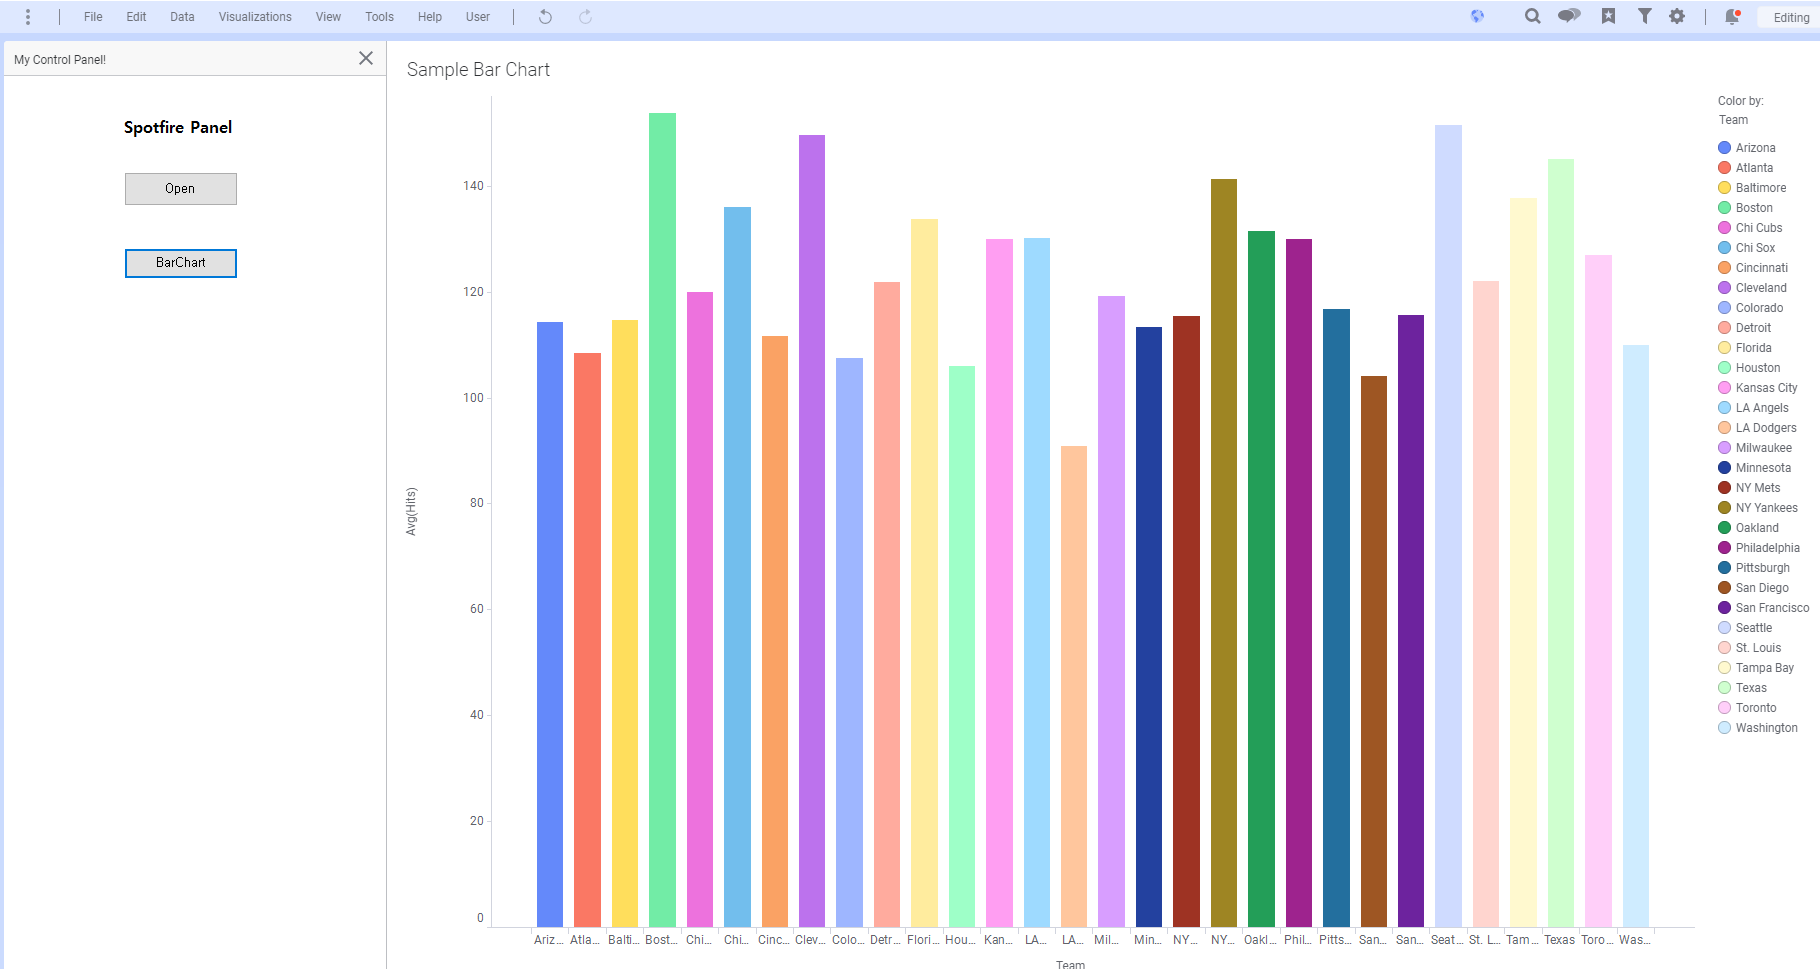 File Edit Data Visualizations View Tools Help User Editing
My Control Panel!
Spotfire Panel
Open
BarChart
Sample Bar Chart
Avg(Hits)
140
120
100
80
60
40
20
0
Ariz... Atla... Balti... Bost... Chi... Chi... Cinc... Clev... Colo... Detr... Flori... Hou... Kan... LA... LA... Mil... Min... NY... NY... Oakl... Phil... Pitts... San... San... Seat... St. L... Tam... Texas Toro... Was...
Team
Color by:
Team
Arizona
Atlanta
Baltimore
Boston
Chi Cubs
Chi Sox
Cincinnati
Cleveland
Colorado
Detroit
Florida
Houston
Kansas City
LA Angels
LA Dodgers
Milwaukee
Minnesota
NY Mets
NY Yankees
Oakland
Philadelphia
Pittsburgh
San Diego
San Francisco
Seattle
St. Louis
Tampa Bay
Texas
Toronto
Washington